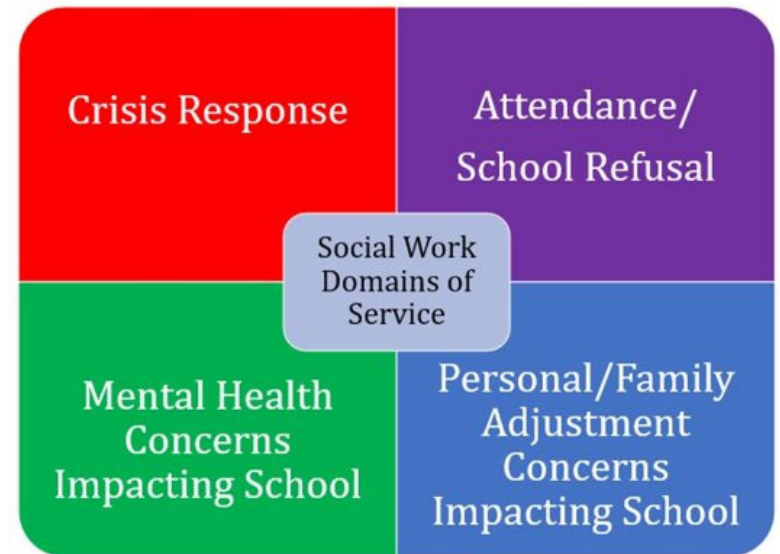 Crisis Response
Attendance/
School Refusal
Social Work
Domains of
Service
Mental Health
Concerns
Impacting School
Personal/Family
Adjustment
Concerns
Impacting School